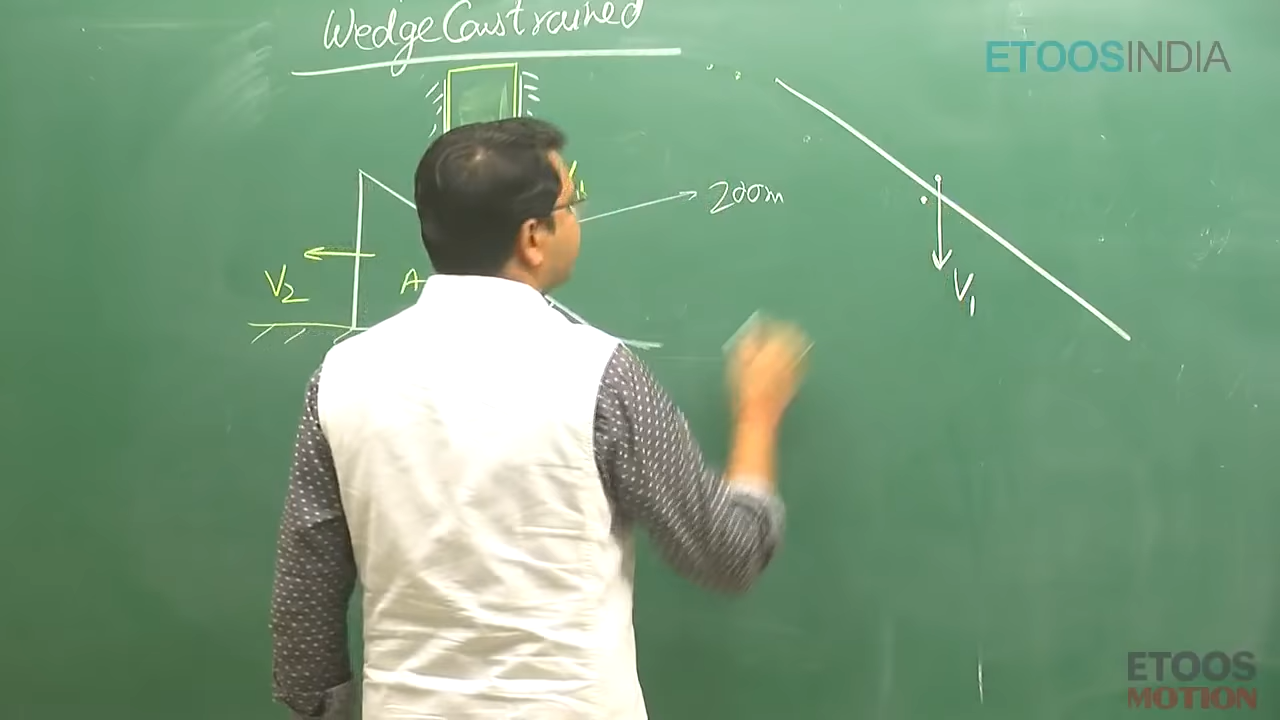 Wedge Constrained
ETOOSINDIA
200m
V2
A
V1
ETOOS
MOTION